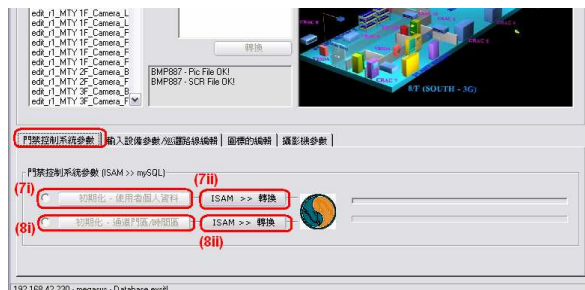 edit_r1_MTY 1F_Camera_L
edit_r1_MTY 1F_Camera_F
edit_r1_MTY 1F_Camera_F
edit_r1_MTY 1F_Camera_F
edit_r1_MTY 1F_Camera_F
edit_r1_MTY 2F_Camera_B
edit_r1_MTY 2F_Camera_F
edit_r1_MTY 3F_Camera_B
edit_r1_MTY 3F_Camera_F
轉換
BMP887 - Pic File OK!
BMP887 - SCR File OK!
8/F (SOUTH - 3G)
門禁控制系統參數 輸入設備參數/巡邏路線編輯 圖標的編輯 攝影機參數
門禁控制系統參數 (ISAM >> mySQL)
(7i) (7ii)
初期化 - 使用者個人資料 ISAM >> 轉換
(8i) 初期化 - 通過門區/時間區 ISAM >> 轉換
(8ii)
192.168.42.230 - megasus - Database exsit!